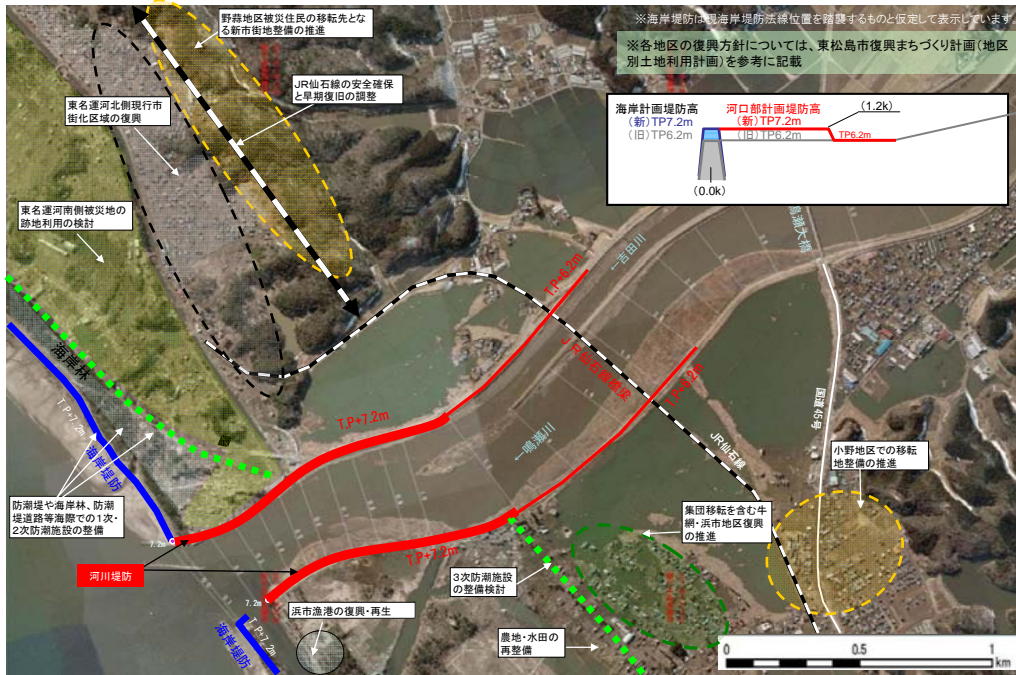 ※海岸堤防は現海岸堤防法線位置を踏襲するものと仮定して表示しています。
※各地区の復興方針については、東松島市復興まちづくり計画(地区
別土地利用計画)を参考に記載
野蒜地区被災住民の移転先とな
る新市街地整備の推進
JR仙石線の安全確保
と早期復旧の調整
東名運河北側現行市
街化区域の復興
東名運河南側被災地の
跡地利用の検討
海岸計画堤防高
(新)TP7.2m
(旧)TP6.2m
河口部計画堤防高
(新)TP7.2m
(旧)TP6.2m
(1.2k)
TP6.2m
(0.0k)
鳴瀬大橋
←吉田川
T.P+6.2m
JR仙石線橋梁
T.P+6.2m
海岸林
T.P+7.2m
海岸堤防
T.P+7.2m
←鳴瀬川
JR仙石線
国道45号
小野地区での移転
地整備の推進
防潮堤や海岸林、防潮
堤道路等海際での1次・
2次防潮施設の整備
集団移転を含む牛
網・浜市地区復興
の推進
7.2m
河川堤防
T.P+7.2m
3次防潮施設
の整備検討
7.2m
浜市漁港の復興・再生
T.P+7.2m
海岸堤防
農地・水田の
再整備
0
0.5
1
km